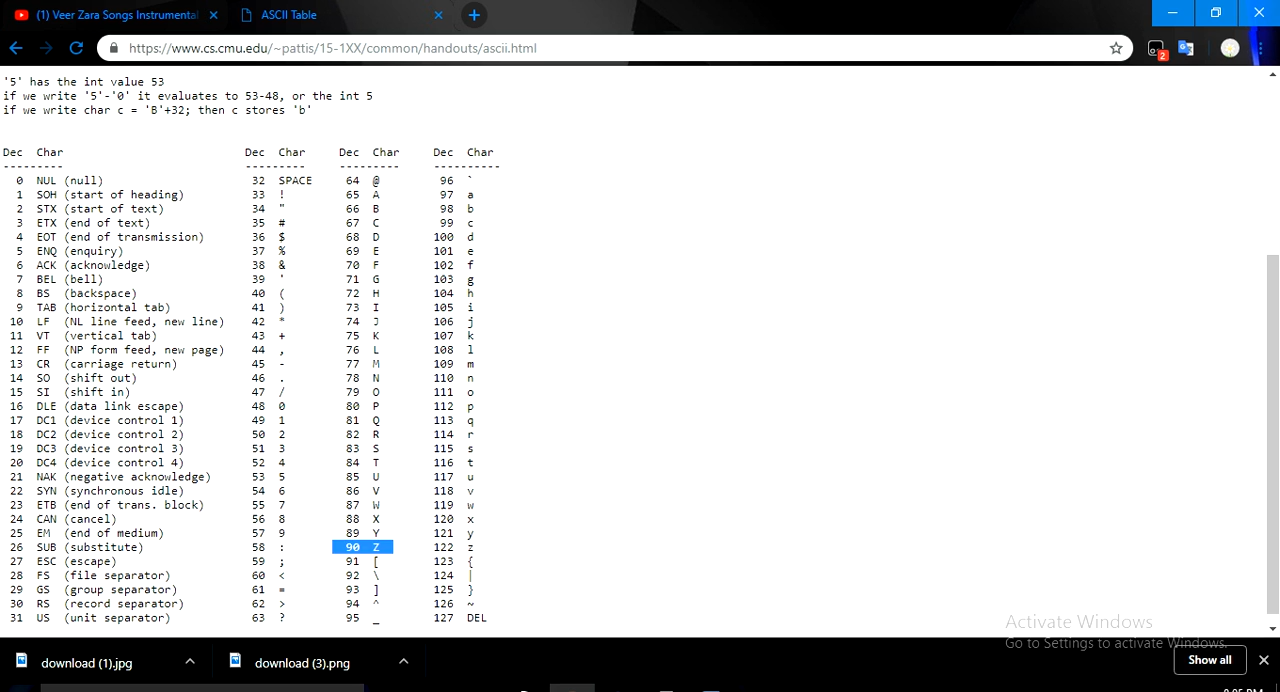 (1) Veer Zara Songs Instrumental
ASCII Table
https://www.cs.cmu.edu/~pattis/15-1XX/common/handouts/ascii.html
2
'5' has the int value 53
if we write '5'-'0' it evaluates to 53-48, or the int 5
if we write char c = 'B'+32; then c stores 'b'
Dec Char Dec Char Dec Char Dec Char
--------- --------- --------- ----------
0 NUL (null) 32 SPACE 64 @ 96 `
1 SOH (start of heading) 33 ! 65 A 97 a
2 STX (start of text) 34 " 66 B 98 b
3 ETX (end of text) 35 # 67 C 99 c
4 EOT (end of transmission) 36 $ 68 D 100 d
5 ENQ (enquiry) 37 % 69 E 101 e
6 ACK (acknowledge) 38 & 70 F 102 f
7 BEL (bell) 39 ' 71 G 103 g
8 BS (backspace) 40 ( 72 H 104 h
9 TAB (horizontal tab) 41 ) 73 I 105 i
10 LF (NL line feed, new line) 42 * 74 J 106 j
11 VT (vertical tab) 43 + 75 K 107 k
12 FF (NP form feed, new page) 44 , 76 L 108 l
13 CR (carriage return) 45 - 77 M 109 m
14 SO (shift out) 46 . 78 N 110 n
15 SI (shift in) 47 / 79 O 111 o
16 DLE (data link escape) 48 0 80 P 112 p
17 DC1 (device control 1) 49 1 81 Q 113 q
18 DC2 (device control 2) 50 2 82 R 114 r
19 DC3 (device control 3) 51 3 83 S 115 s
20 DC4 (device control 4) 52 4 84 T 116 t
21 NAK (negative acknowledge) 53 5 85 U 117 u
22 SYN (synchronous idle) 54 6 86 V 118 v
23 ETB (end of trans. block) 55 7 87 W 119 w
24 CAN (cancel) 56 8 88 X 120 x
25 EM (end of medium) 57 9 89 Y 121 y
26 SUB (substitute) 58 : 90 Z 122 z
27 ESC (escape) 59 ; 91 [ 123 {
28 FS (file separator) 60 < 92 \ 124 |
29 GS (group separator) 61 = 93 ] 125 }
30 RS (record separator) 62 > 94 ^ 126 ~
31 US (unit separator) 63 ? 95 _ 127 DEL
Activate Windows
Go to Settings to activate Windows.
download (1).jpg
download (3).png
Show all